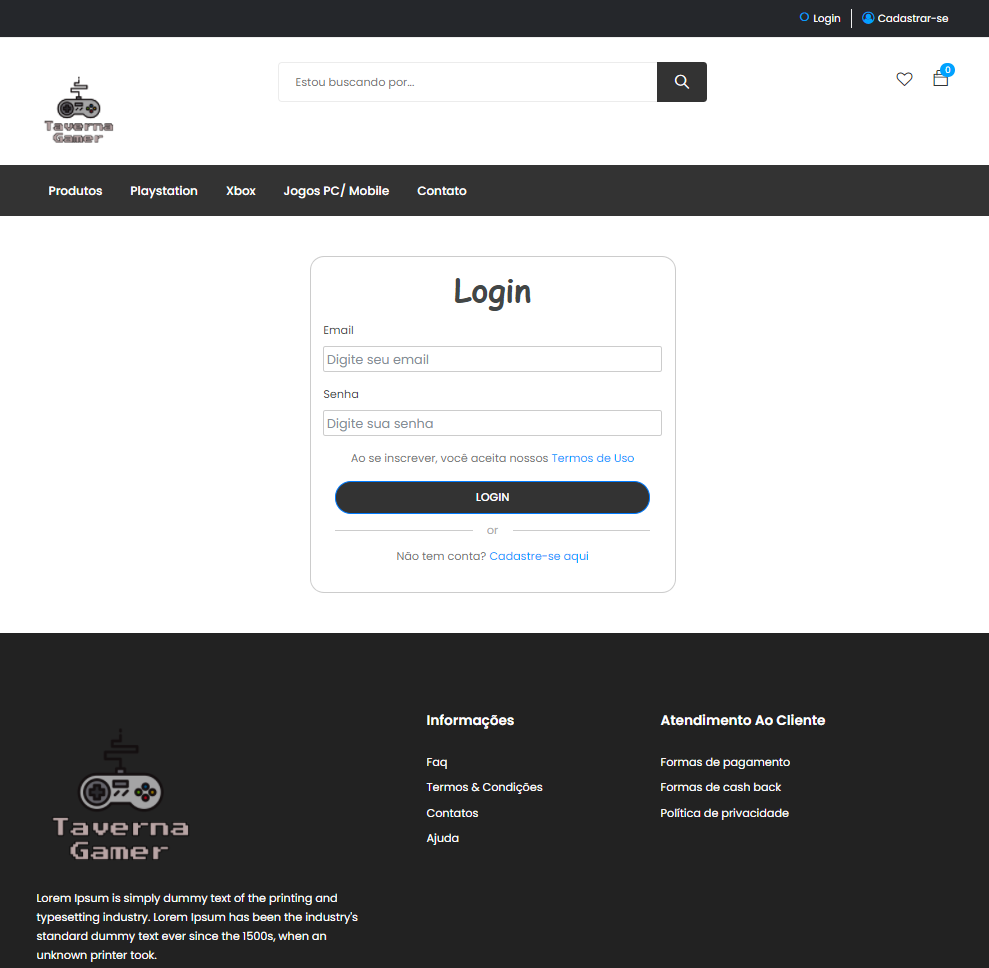 Login
Cadastrar-se
Estou buscando por...
0
Taverna
Gamer
Produtos
Playstation
Xbox
Jogos PC/ Mobile
Contato
Login
Email
Digite seu email
Senha
Digite sua senha
Ao se inscrever, você aceita nossos Termos de Uso
LOGIN
or
Não tem conta? Cadastre-se aqui
Taverna
Gamer
Lorem Ipsum is simply dummy text of the printing and
typesetting industry. Lorem Ipsum has been the industry's
standard dummy text ever since the 1500s, when an
unknown printer took.
Informações
Faq
Termos & Condições
Contatos
Ajuda
Atendimento Ao Cliente
Formas de pagamento
Formas de cash back
Política de privacidade